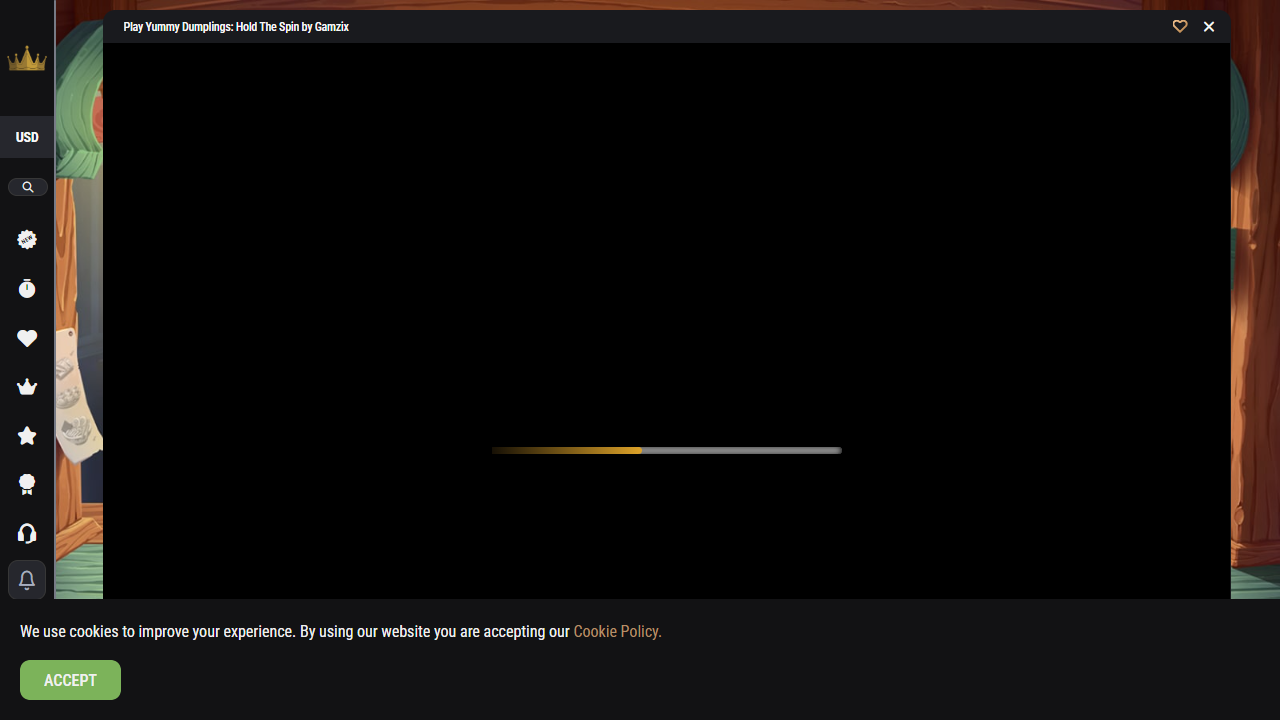 Play Yummy Dumplings: Hold The Spin by Gamzix
USD
NEW
We use cookies to improve your experience. By using our website you are accepting our Cookie Policy.
ACCEPT